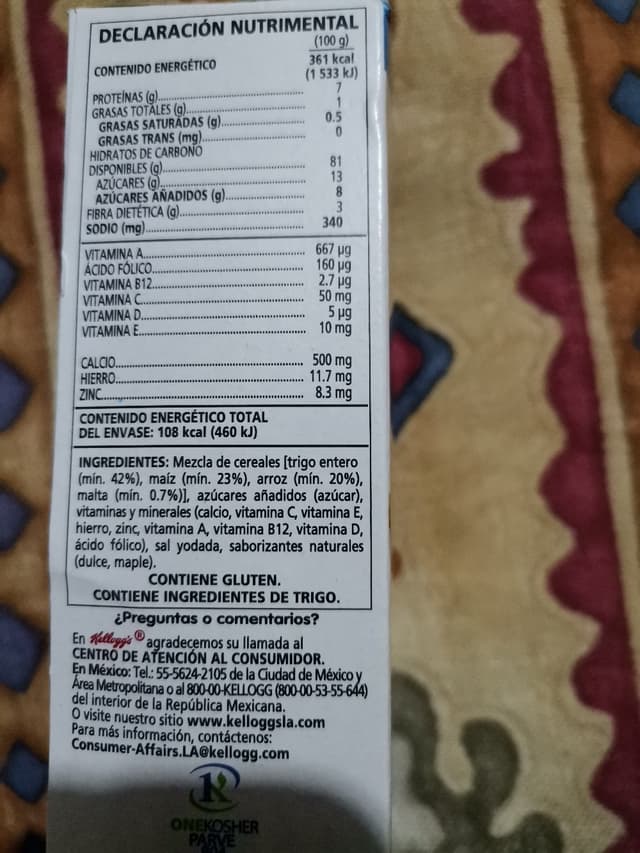 DECLARACIÓN NUTRIMENTAL
(100 g)
CONTENIDO ENERGÉTICO 361 kcal
(1 533 kJ)
PROTEÍNAS (g) 7
GRASAS TOTALES (g) 1
GRASAS SATURADAS (g) 0.5
GRASAS TRANS (mg) 0
HIDRATOS DE CARBONO
DISPONIBLES (g) 81
AZÚCARES (g) 13
AZÚCARES AÑADIDOS (g) 8
FIBRA DIETÉTICA (g) 3
SODIO (mg) 340
VITAMINA A 667 µg
ÁCIDO FÓLICO 160 µg
VITAMINA B12 2.7 µg
VITAMINA C 50 mg
VITAMINA D 5 µg
VITAMINA E 10 mg
CALCIO 500 mg
HIERRO 11.7 mg
ZINC 8.3 mg
CONTENIDO ENERGÉTICO TOTAL
DEL ENVASE: 108 kcal (460 kJ)
INGREDIENTES: Mezcla de cereales [trigo entero
(mín. 42%), maíz (mín. 23%), arroz (mín. 20%),
malta (mín. 0.7%)], azúcares añadidos (azúcar),
vitaminas y minerales (calcio, vitamina C, vitamina E,
hierro, zinc, vitamina A, vitamina B12, vitamina D,
ácido fólico), sal yodada, saborizantes naturales
(dulce, maple).
CONTIENE GLUTEN.
CONTIENE INGREDIENTES DE TRIGO.
¿Preguntas o comentarios?
En Kellogg's® agradecemos su llamada al
CENTRO DE ATENCIÓN AL CONSUMIDOR.
En México: Tel.: 55-5624-2105 de la Ciudad de México y
Área Metropolitana o al 800-00-KELLOGG (800-00-53-55-644)
del interior de la República Mexicana.
O visite nuestro sitio www.kelloggsla.com
Para más información, contáctenos:
Consumer-Affairs.LA@kellogg.com
K
ONEKOSHER
PARVE